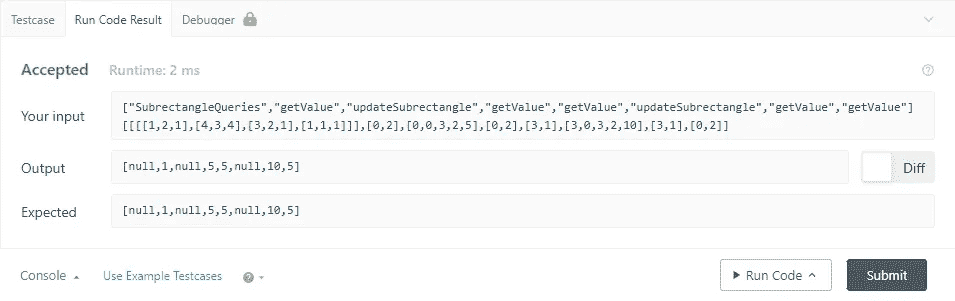 Testcase Run Code Result Debugger
Accepted Runtime: 2 ms
Your input
["SubrectangleQueries","getValue","updateSubrectangle","getValue","getValue","updateSubrectangle","getValue","getValue"]
[[[[1,2,1],[4,3,4],[3,2,1],[1,1,1]]],[0,2],[0,0,3,2,5],[0,2],[3,1],[3,0,3,2,10],[3,1],[0,2]]
Output [null,1,null,5,5,null,10,5] Diff
Expected [null,1,null,5,5,null,10,5]
Console Use Example Testcases ? Run Code Submit